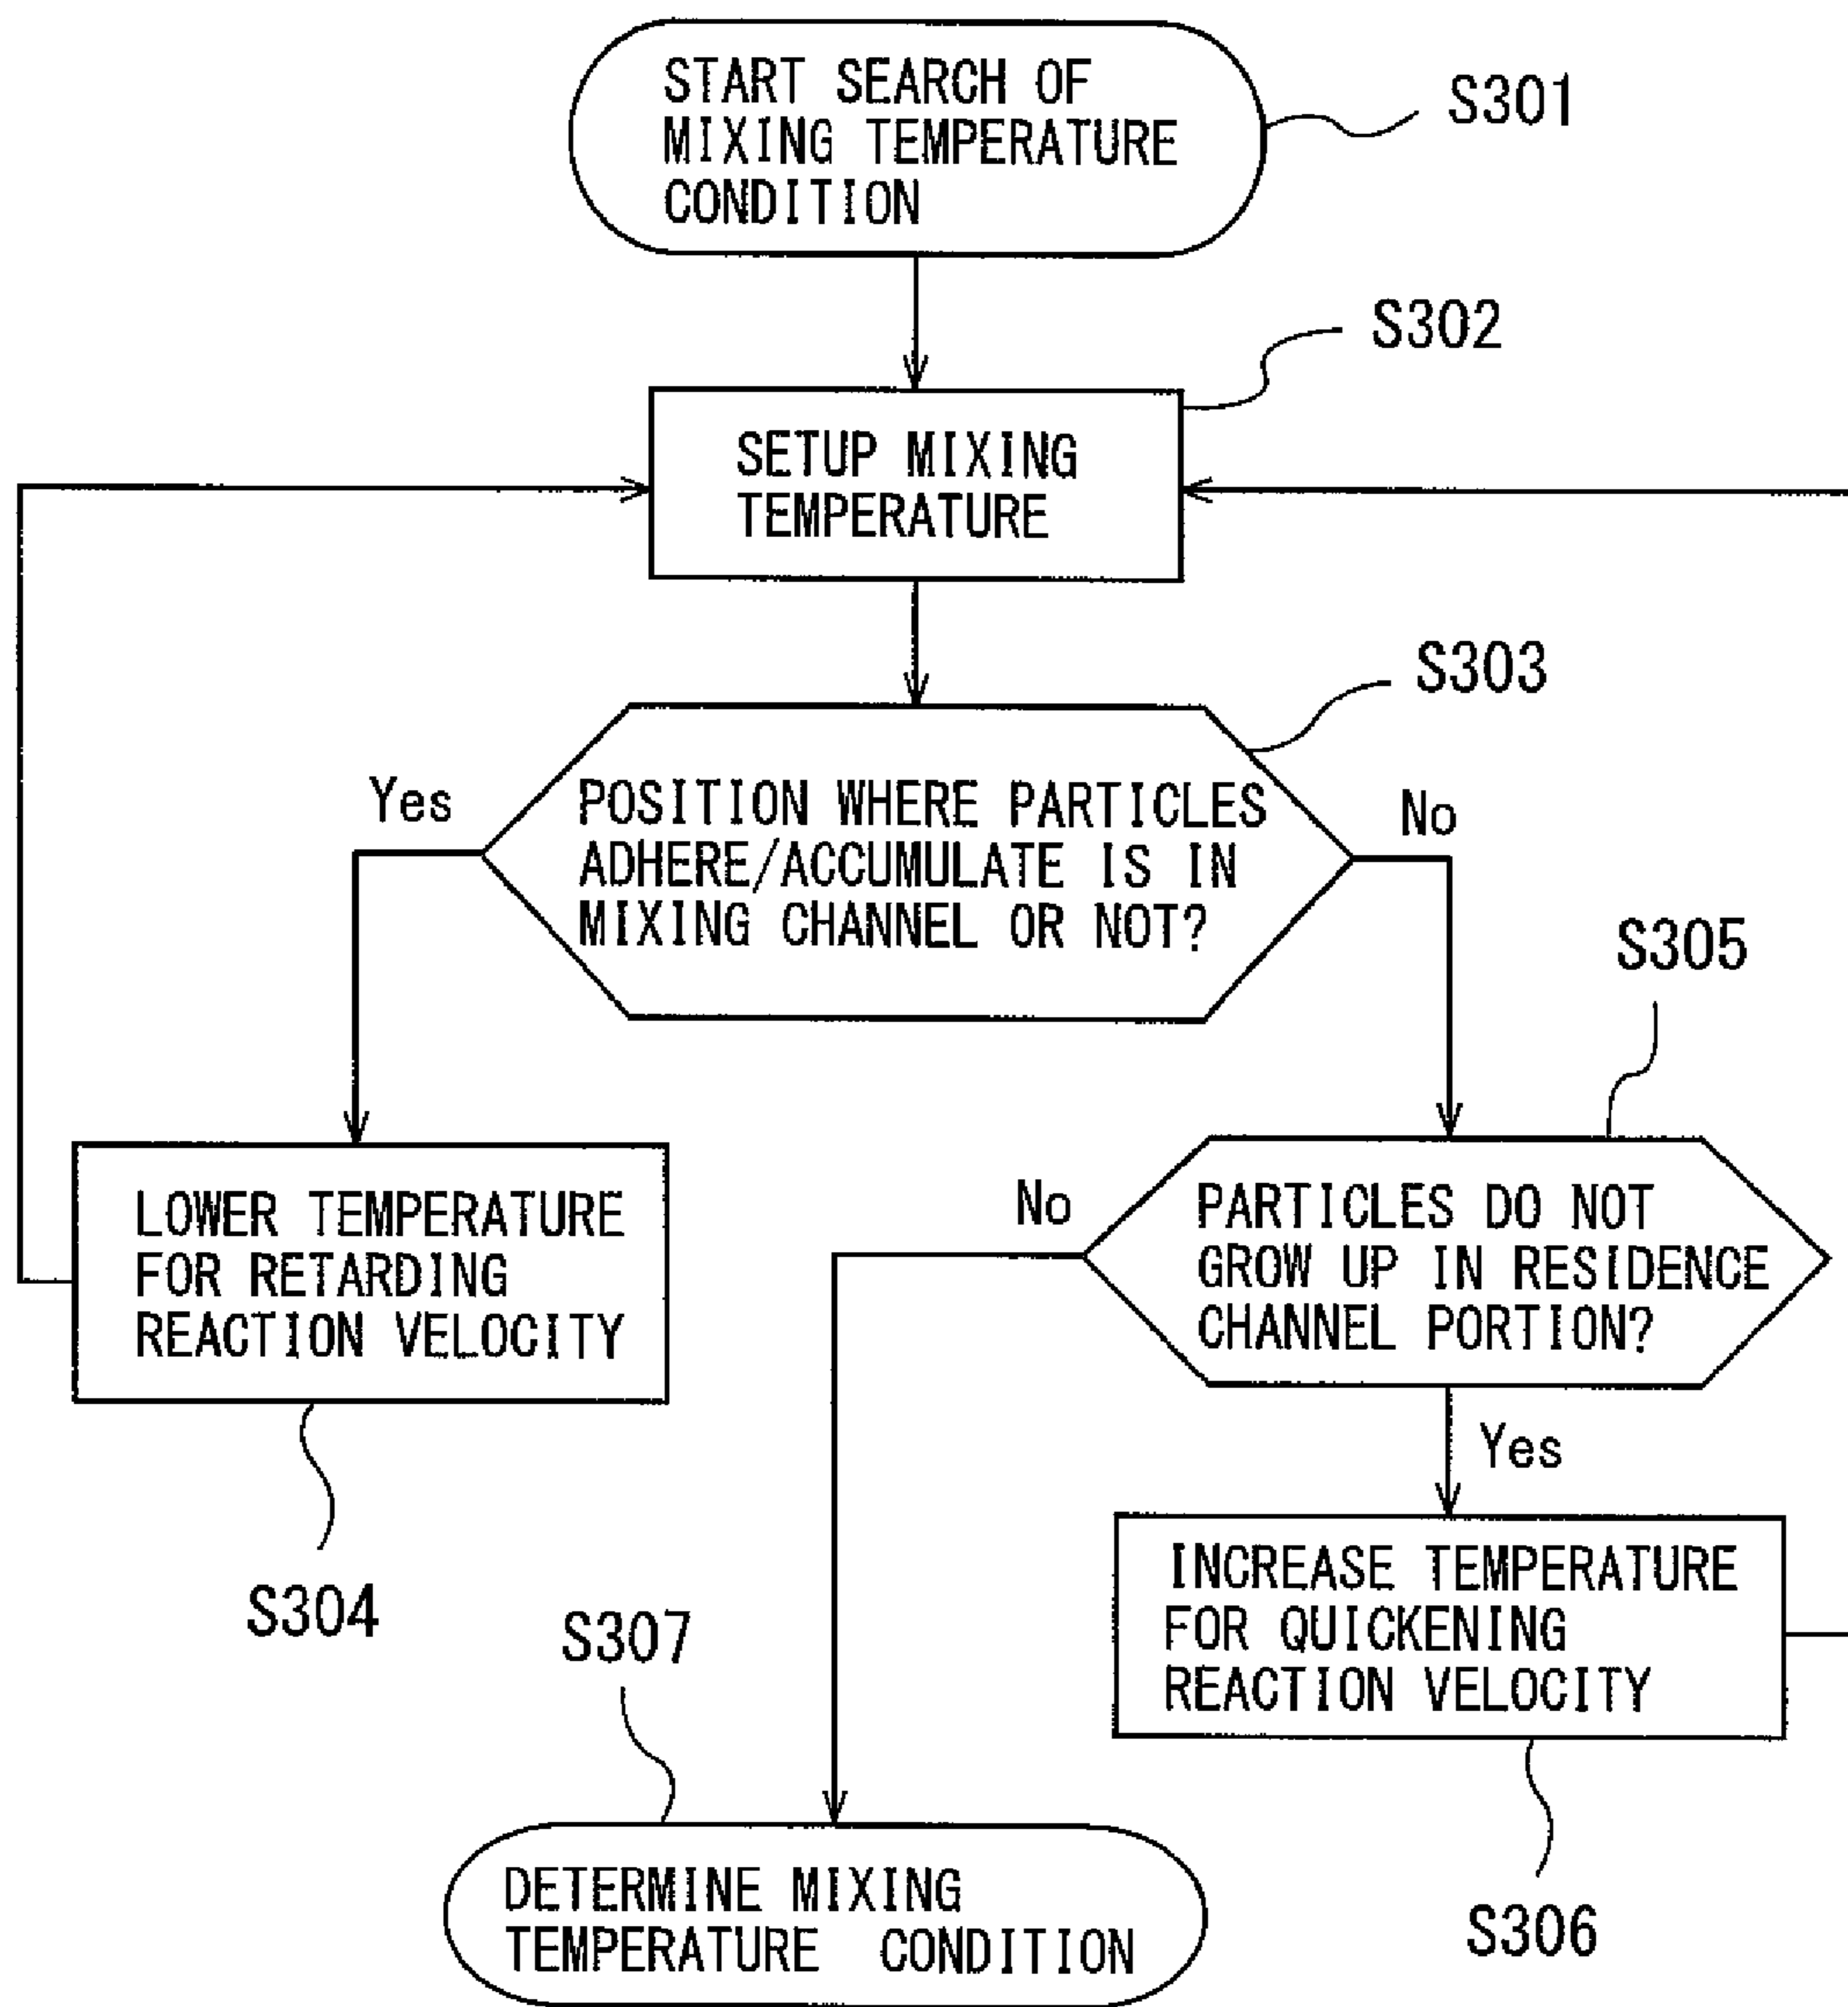 START SEARCH OF
MIXING TEMPERATURE
CONDITION
S301
S302
SETUP MIXING
TEMPERATURE
S303
Yes
POSITION WHERE PARTICLES
ADHERE/ACCUMULATE IS IN
MIXING CHANNEL OR NOT?
No
S305
LOWER TEMPERATURE
FOR RETARDING
REACTION VELOCITY
No
PARTICLES DO NOT
GROW UP IN RESIDENCE
CHANNEL PORTION?
Yes
S304
INCREASE TEMPERATURE
FOR QUICKENING
REACTION VELOCITY
S307
S306
DETERMINE MIXING
TEMPERATURE CONDITION